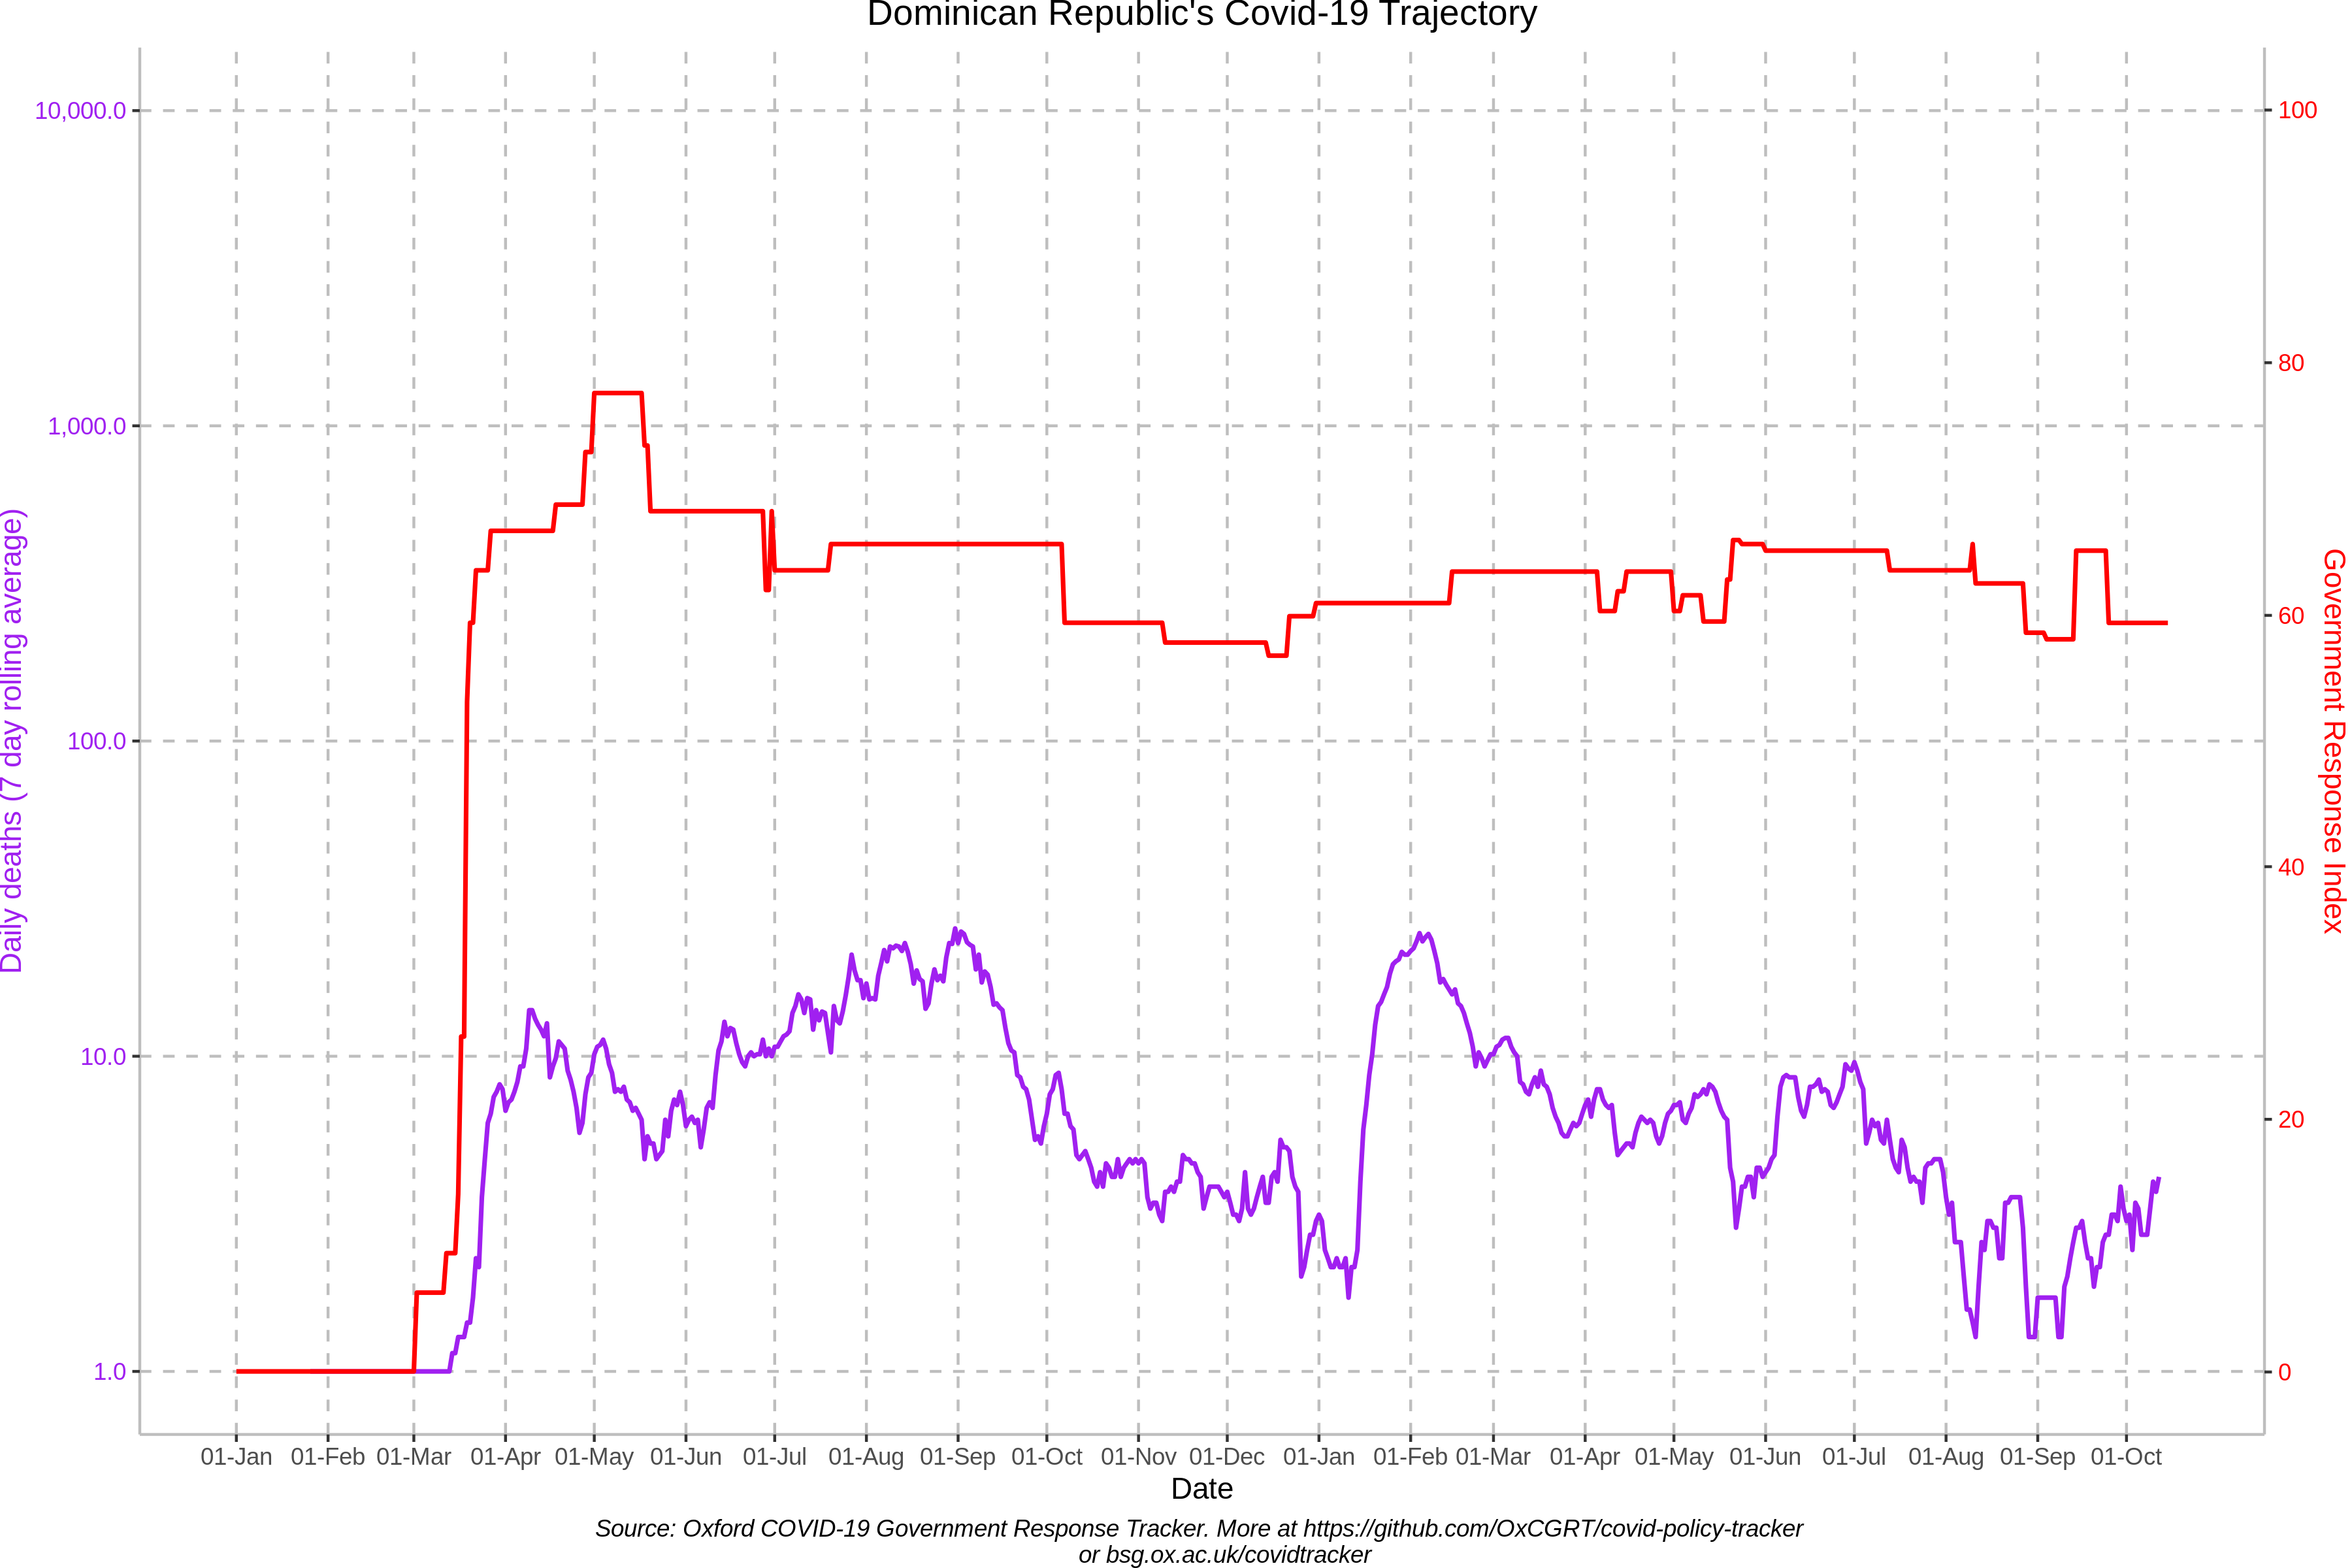 Dominican Republic's Covid-19 Trajectory
10,000.0
1,000.0
100.0
10.0
1.0
Daily deaths (7 day rolling average)
100
80
60
40
20
0
Government Response Index
01-Jan 01-Feb 01-Mar 01-Apr 01-May 01-Jun 01-Jul 01-Aug 01-Sep 01-Oct 01-Nov 01-Dec 01-Jan 01-Feb 01-Mar 01-Apr 01-May 01-Jun 01-Jul 01-Aug 01-Sep 01-Oct
Date
Source: Oxford COVID-19 Government Response Tracker. More at https://github.com/OxCGRT/covid-policy-tracker
or bsg.ox.ac.uk/covidtracker